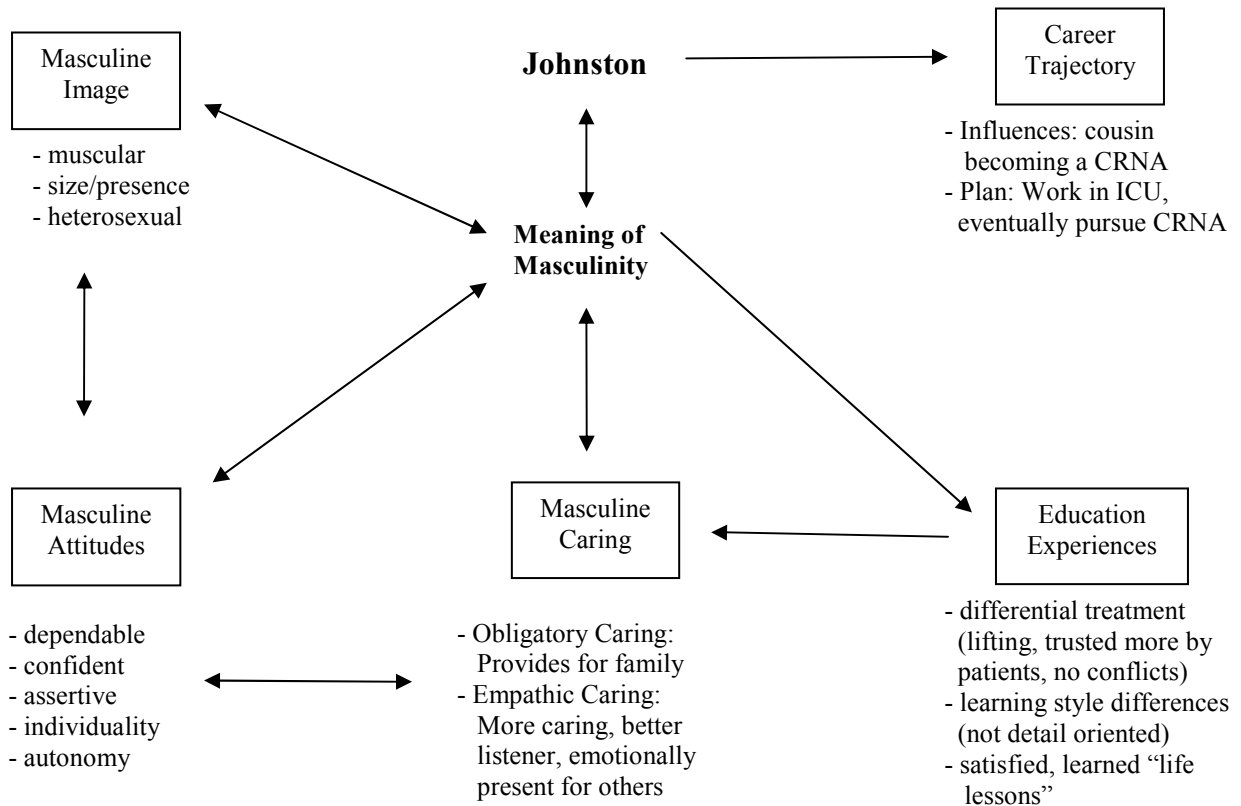 Masculine
Image
- muscular
- size/presence
- heterosexual
Johnston
Career
Trajectory
- Influences: cousin
becoming a CRNA
- Plan: Work in ICU,
eventually pursue CRNA
Meaning of
Masculinity
Masculine
Attitudes
- dependable
- confident
- assertive
- individuality
- autonomy
Masculine
Caring
- Obligatory Caring:
Provides for family
- Empathic Caring:
More caring, better
listener, emotionally
present for others
Education
Experiences
- differential treatment
(lifting, trusted more by
patients, no conflicts)
- learning style differences
(not detail oriented)
- satisfied, learned “life
lessons”